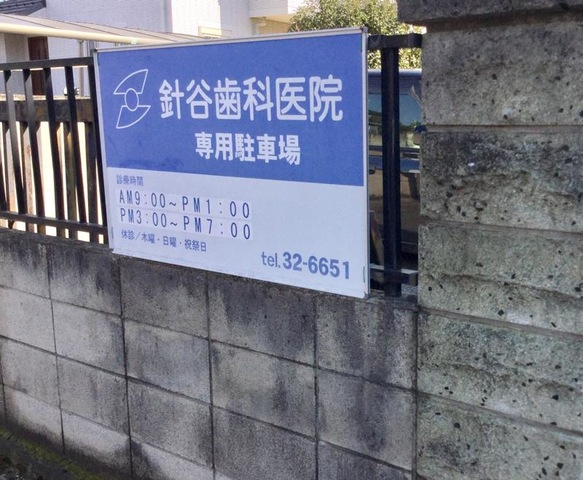 針谷歯科医院
専用駐車場
診療時間
AM9:00~PM1:00
PM3:00~PM7:00
休診/木曜・日曜・祝祭日
tel.32-6651